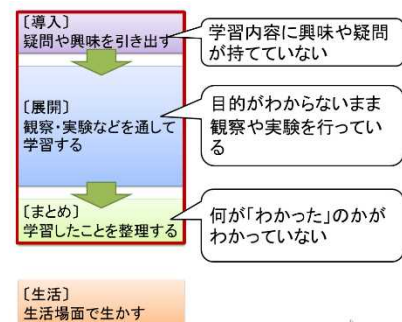 〔導入〕
疑問や興味を引き出す
学習内容に興味や疑問
が持てていない
〔展開〕
観察・実験などを通して
学習する
目的がわからないまま
観察や実験を行ってい
る
〔まとめ〕
学習したことを整理する
何が「わかった」のかが
わかっていない
〔生活〕
生活場面で生かす